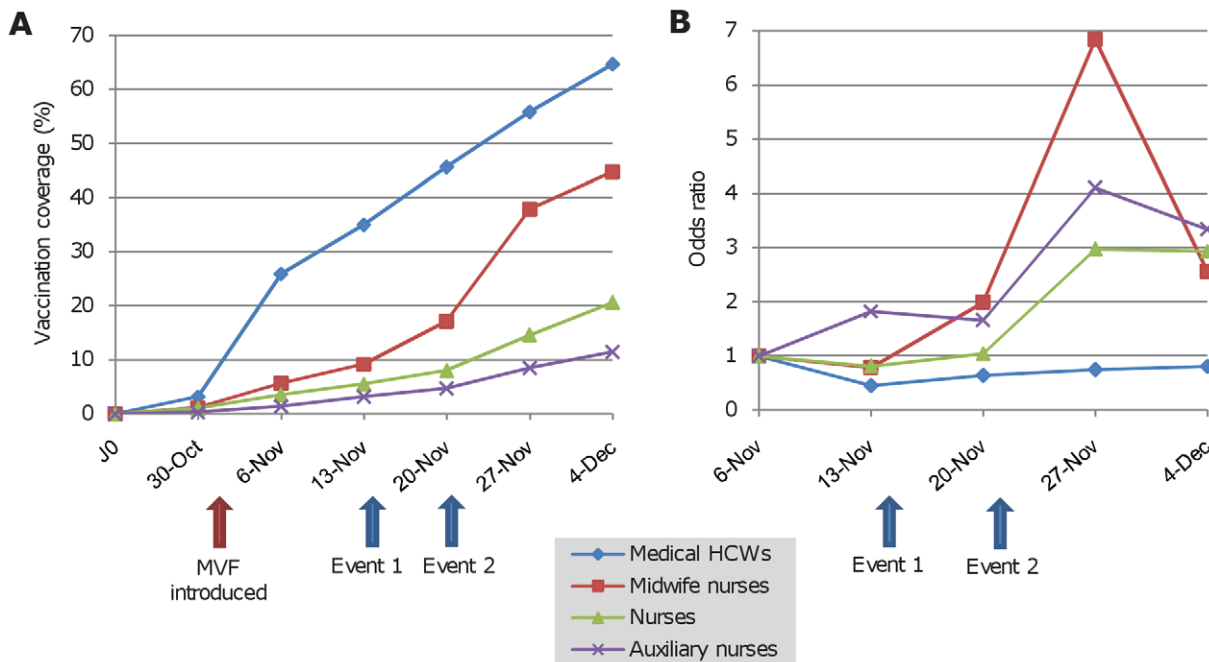 A
Vaccination coverage (%)
70
60
50
40
30
20
10
0
J0
30-Oct
6-Nov
13-Nov
20-Nov
27-Nov
4-Dec
MVF
introduced
Event 1
Event 2
B
Odds ratio
7
6
5
4
3
2
1
0
6-Nov
13-Nov
20-Nov
27-Nov
4-Dec
Event 1
Event 2
Medical HCWs
Midwife nurses
Nurses
Auxiliary nurses